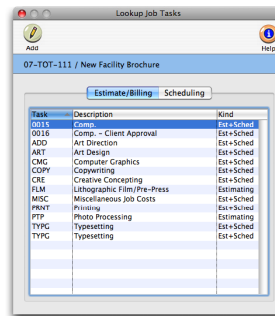 Lookup Job Tasks
Add
Help
07-TOT-111 / New Facility Brochure
Estimate/Billing Scheduling
Task Description Kind
0015 Comp. Est+Sched
0016 Comp. - Client Approval Est+Sched
ADD Art Direction Est+Sched
ART Art Design Est+Sched
CMG Computer Graphics Est+Sched
COPY Copywriting Est+Sched
CRE Creative Concepting Est+Sched
FLM Lithographic Film/Pre-Press Estimating
MISC Miscellaneous Job Costs Est+Sched
PRNT Printing Est+Sched
PTP Photo Processing Estimating
TYPG Typesetting Est+Sched
TYPG Typesetting Est+Sched